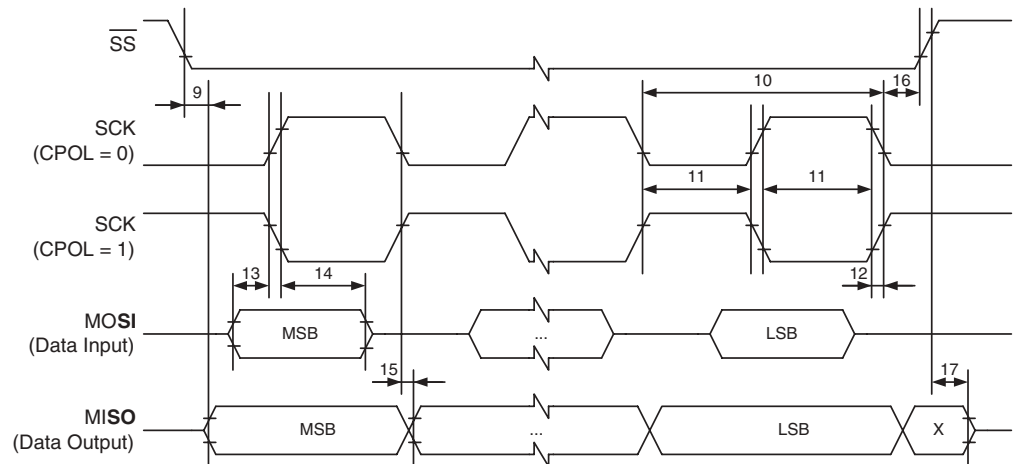 SS
9
10
16
SCK
(CPOL = 0)
11
11
SCK
(CPOL = 1)
13
14
12
MOSI
(Data Input)
MSB
...
LSB
15
17
MISO
(Data Output)
MSB
...
LSB
X